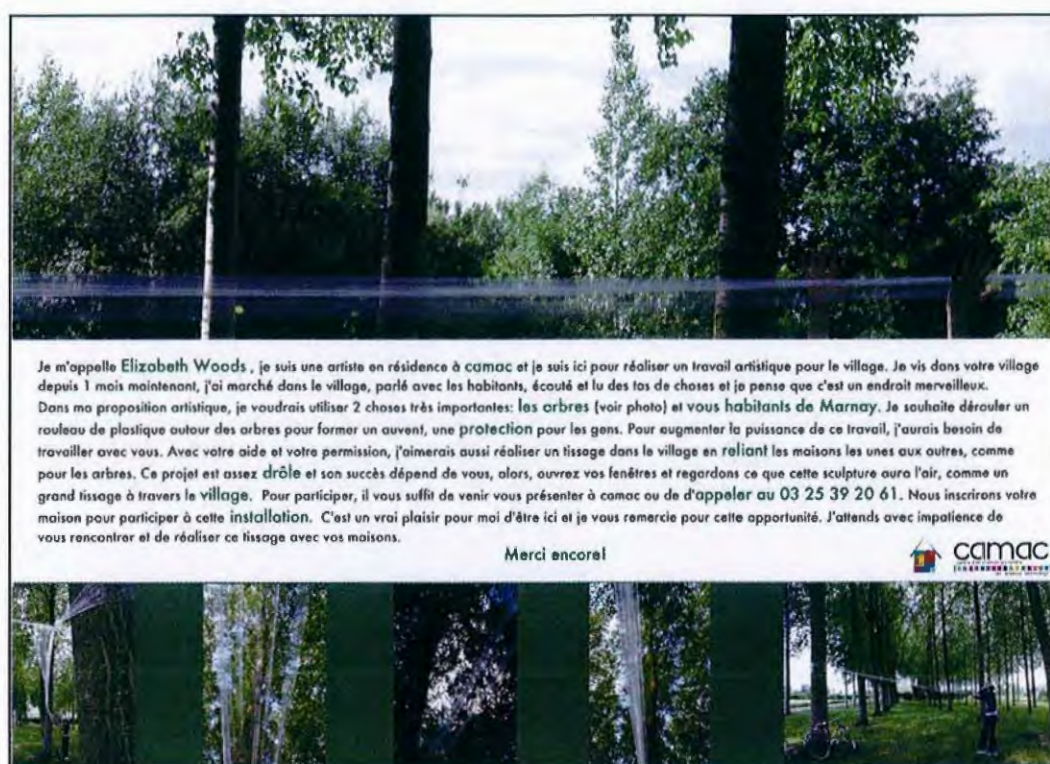 Je m'appelle Elizabeth Woods, je suis une artiste en résidence à camac et je suis ici pour réaliser un travail artistique pour le village. Je vis dans votre village
depuis 1 mois maintenant, j'ai marché dans le village, parlé avec les habitants, écouté et lu des tas de choses et je pense que c'est un endroit merveilleux.
Dans ma proposition artistique, je voudrais utiliser 2 choses très importantes: les arbres (voir photo) et vous habitants de Marnay. Je souhaite dérouler un
rouleau de plastique autour des arbres pour former un auvent, une protection pour les gens. Pour augmenter la puissance de ce travail, j'aurais besoin de
travailler avec vous. Avec votre aide et votre permission, j'aimerais aussi réaliser un tissage dans le village en reliant les maisons les unes aux autres, comme
pour les arbres. Ce projet est assez drôle et son succès dépend de vous, alors, ouvrez vos fenêtres et regardons ce que cette sculpture aura l'air, comme un
grand tissage à travers le village. Pour participer, il vous suffit de venir vous présenter à camac ou de d'appeler au 03 25 39 20 61. Nous inscrirons votre
maison pour participer à cette installation. C'est un vrai plaisir pour moi d'être ici et je vous remercie pour cette opportunité. J'attends avec impatience de
vous rencontrer et de réaliser ce tissage avec vos maisons.
Merci encore!
camac